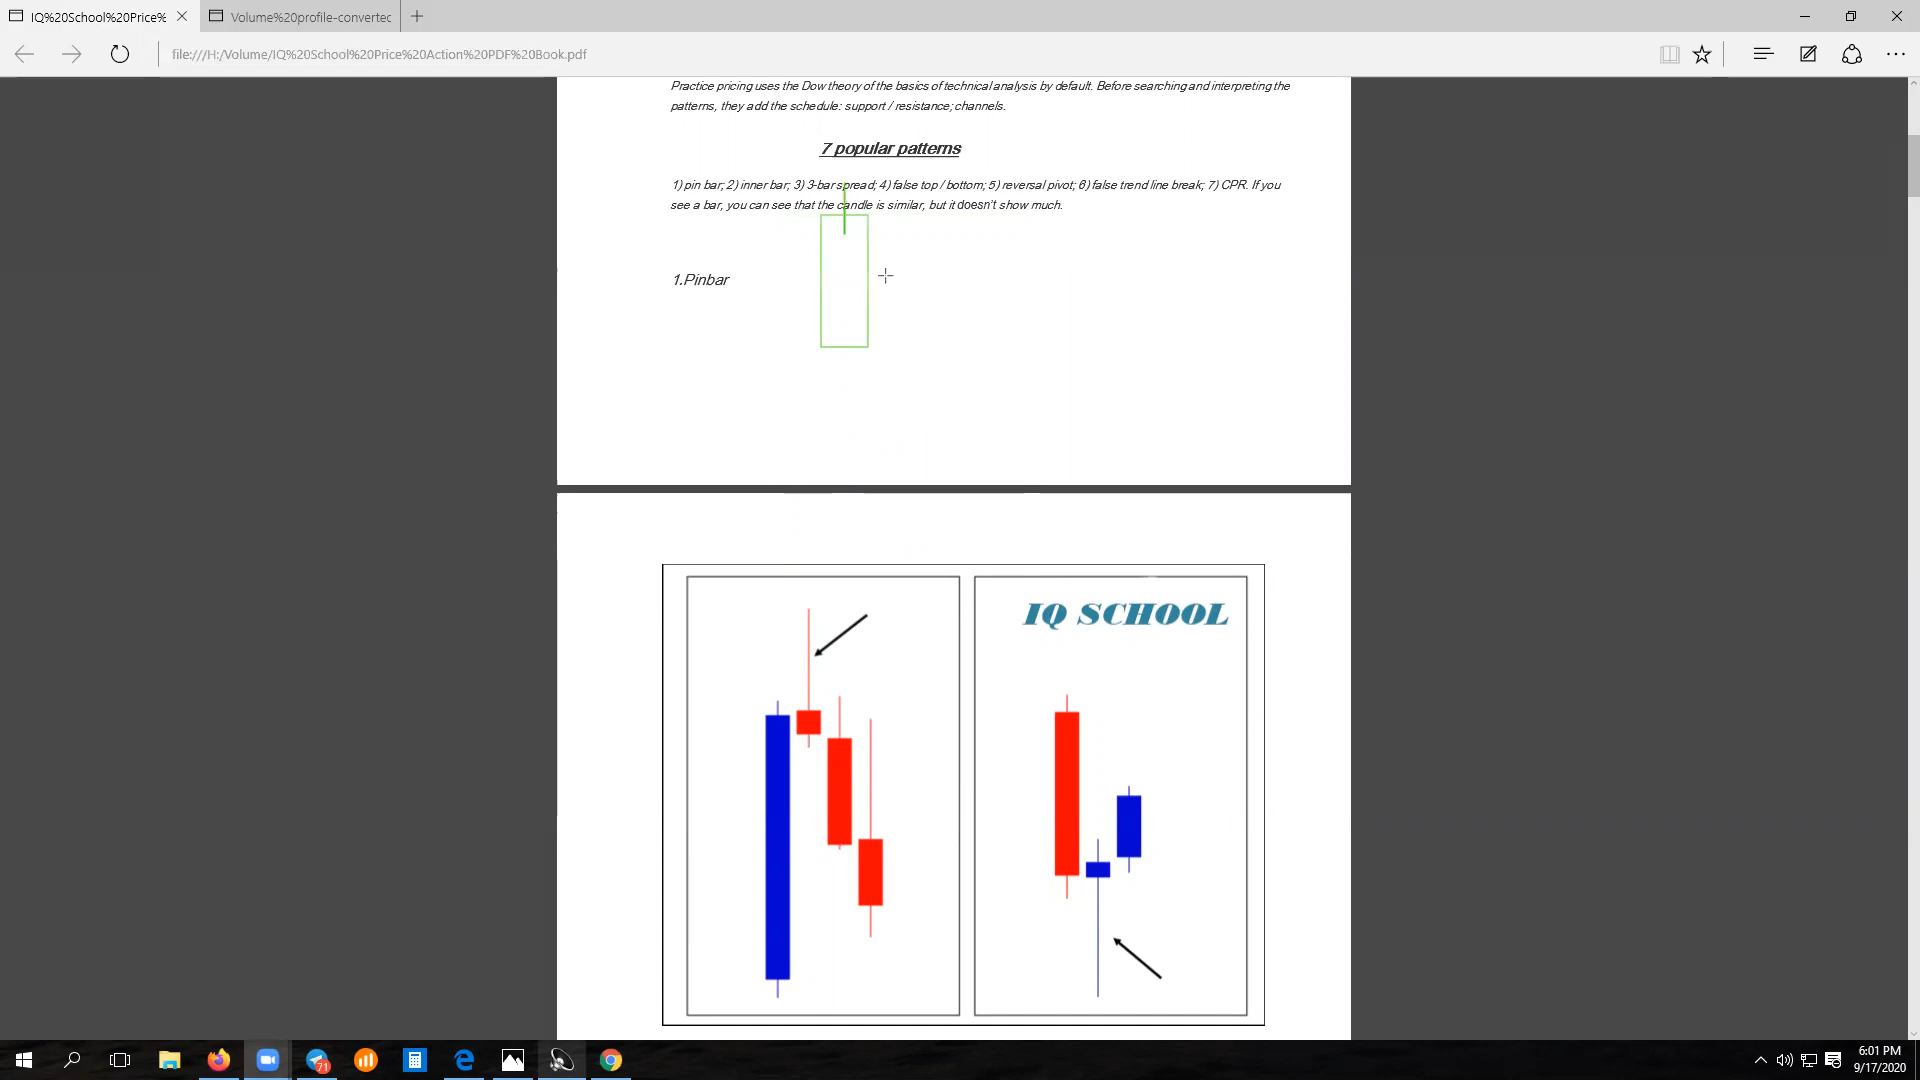 IQ%20School%20Price%
Volume%20profile-convertec
file:///H:/Volume/IQ%20School%20Price%20Action%20PDF%20Book.pdf
Practice pricing uses the Dow theory of the basics of technical analysis by default. Before searching and interpreting the
patterns, they add the schedule: support / resistance; channels.
7 popular patterns
1) pin bar; 2) inner bar; 3) 3-bar spread; 4) false top / bottom; 5) reversal pivot; 6) false trend line break; 7) CPR. If you
see a bar, you can see that the candle is similar, but it doesn't show much.
1.Pinbar
IQ SCHOOL
71
6:01 PM
9/17/2020